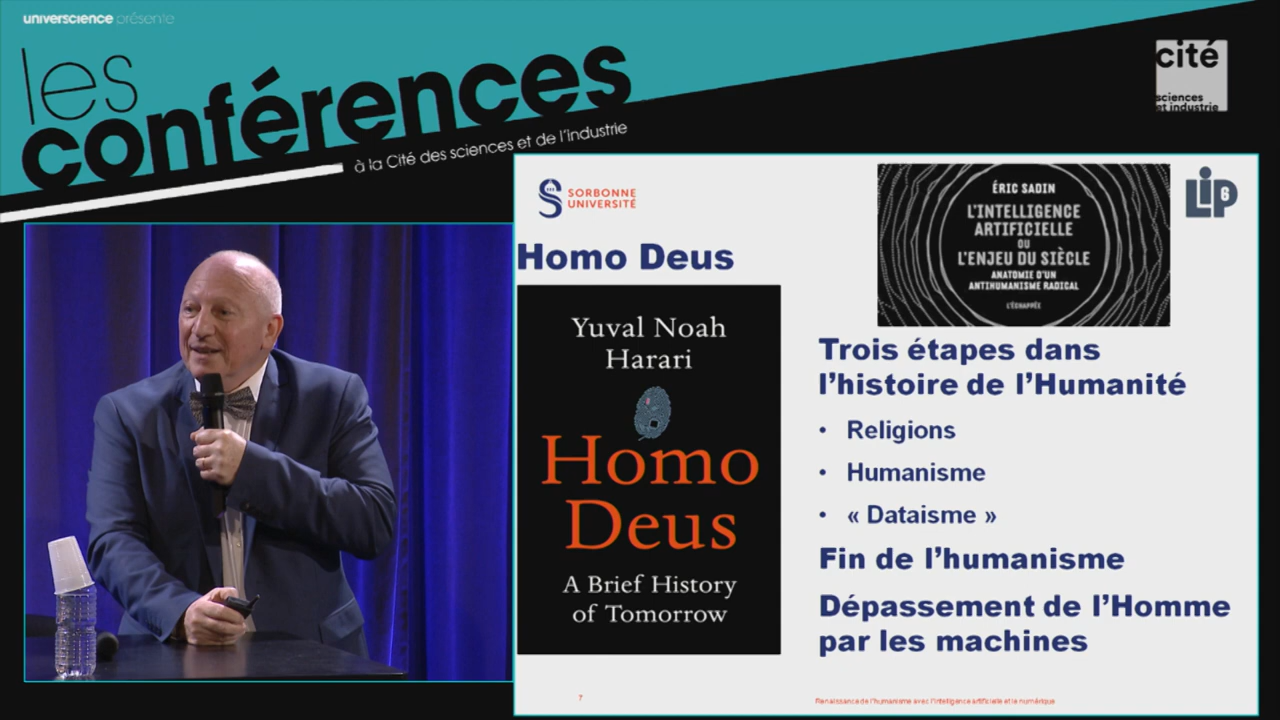 universcience présente
les
conférences
à la Cité des sciences et de l'industrie
cité
sciences
et industrie
SORBONNE
UNIVERSITÉ
LIP6
Homo Deus
ÉRIC SADIN
L'INTELLIGENCE
ARTIFICIELLE
OU
L'ENJEU DU SIÈCLE
ANATOMIE D'UN
ANTIHUMANISME RADICAL
L'ÉCHAPPÉE
Yuval Noah
Harari
Homo
Deus
A Brief History
of Tomorrow
Trois étapes dans
l'histoire de l'Humanité
• Religions
• Humanisme
• « Dataisme »
Fin de l'humanisme
Dépassement de l'Homme
par les machines
7
Renaissance de l'humanisme avec l'intelligence artificielle et le numérique